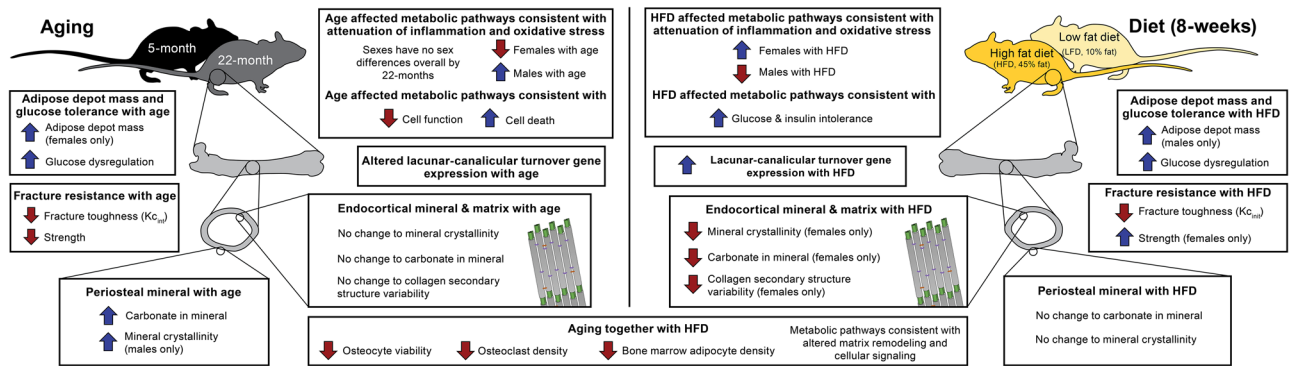 Aging
5-month
22-month
Adipose depot mass and
glucose tolerance with age
Adipose depot mass
(females only)
Glucose dysregulation
Fracture resistance with age
Fracture toughness (Kc_int)
Strength
Periosteal mineral with age
Carbonate in mineral
Mineral crystallinity
(males only)
Age affected metabolic pathways consistent with
attenuation of inflammation and oxidative stress
Sexes have no sex
differences overall by
22-months
Females with age
Males with age
Age affected metabolic pathways consistent with
Cell function
Cell death
Altered lacunar-canalicular turnover gene
expression with age
Endocortical mineral & matrix with age
No change to mineral crystallinity
No change to carbonate in mineral
No change to collagen secondary
structure variability
HFD affected metabolic pathways consistent with
attenuation of inflammation and oxidative stress
Females with HFD
Males with HFD
HFD affected metabolic pathways consistent with
Glucose & insulin intolerance
Lacunar-canalicular turnover gene
expression with HFD
Endocortical mineral & matrix with HFD
Mineral crystallinity (females only)
Carbonate in mineral (females only)
Collagen secondary structure
variability (females only)
Diet (8-weeks)
Low fat diet
(LFD, 10% fat)
High fat diet
(HFD, 45% fat)
Adipose depot mass and
glucose tolerance with HFD
Adipose depot mass
(males only)
Glucose dysregulation
Fracture resistance with HFD
Fracture toughness (Kc_init)
Strength (females only)
Periosteal mineral with HFD
No change to carbonate in mineral
No change to mineral crystallinity
Aging together with HFD
Osteocyte viability
Osteoclast density
Bone marrow adipocyte density
Metabolic pathways consistent with
altered matrix remodeling and
cellular signaling